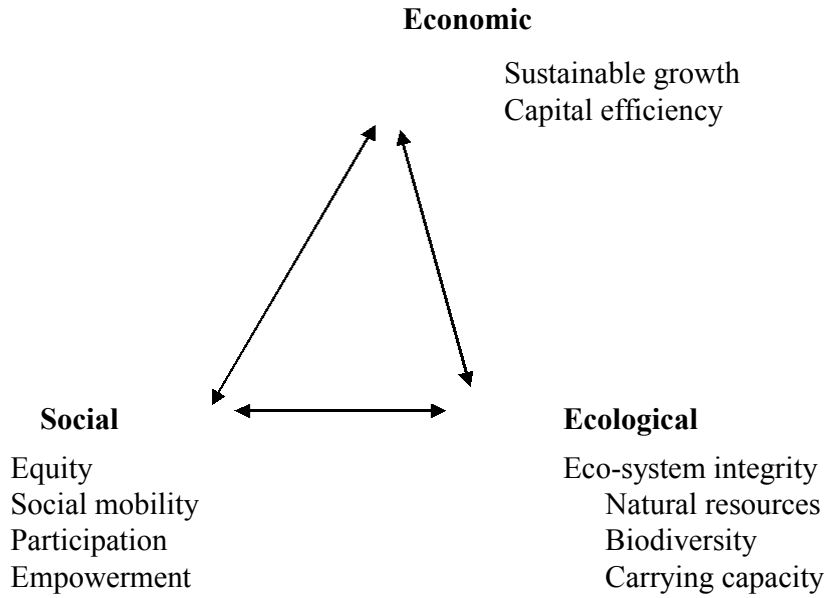 Economic
Sustainable growth
Capital efficiency
Social
Equity
Social mobility
Participation
Empowerment
Ecological
Eco-system integrity
Natural resources
Biodiversity
Carrying capacity